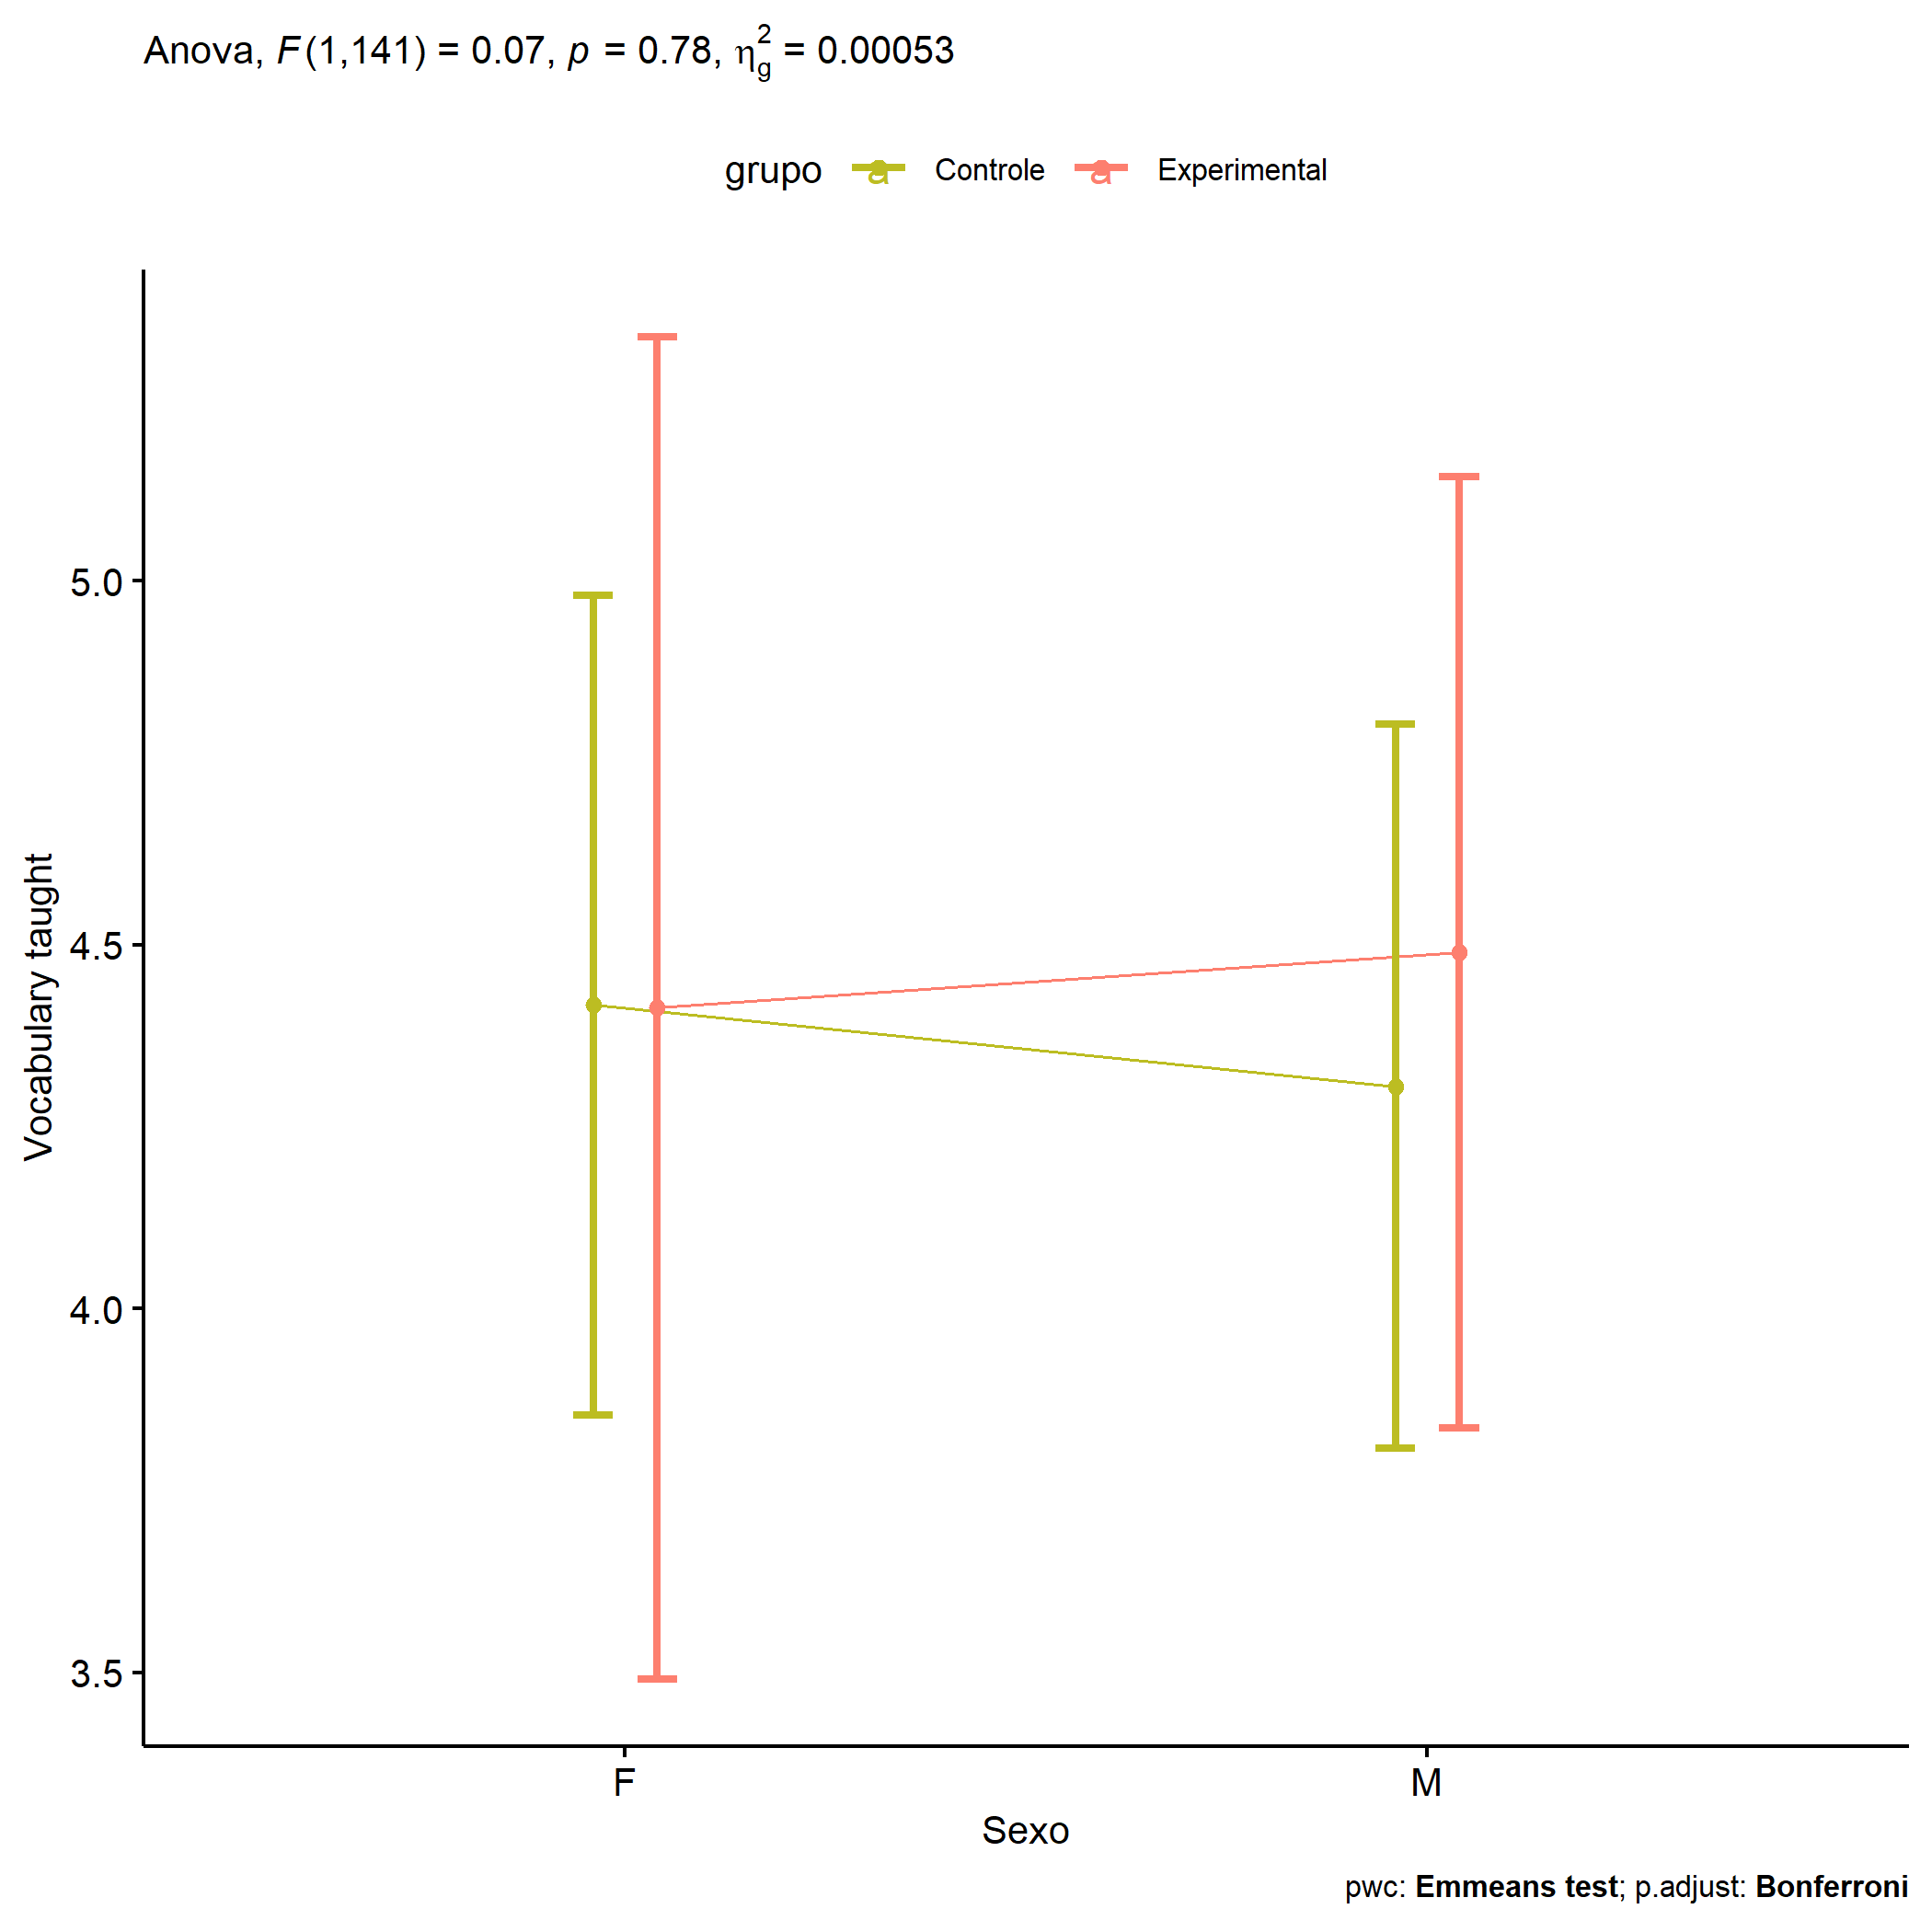 Anova, F(1,141) = 0.07, p = 0.78, η²g = 0.00053
grupo a Controle a Experimental
Vocabulary taught
5.0
4.5
4.0
3.5
F M
Sexo
pwc: Emmeans test; p.adjust: Bonferroni